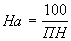 На = 100 / ПН